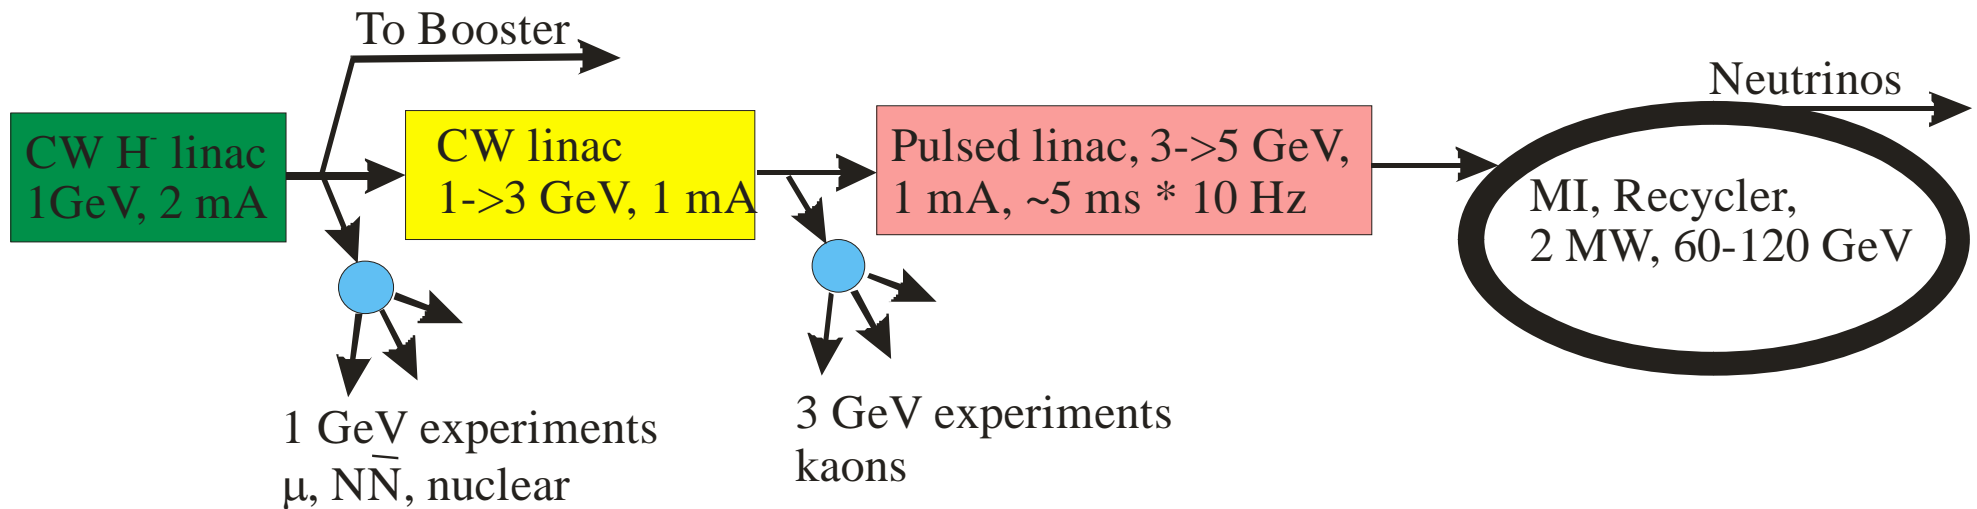 To Booster
Neutrinos
CW H⁻ linac
1GeV, 2 mA
CW linac
1->3 GeV, 1 mA
Pulsed linac, 3->5 GeV,
1 mA, ~5 ms * 10 Hz
MI, Recycler,
2 MW, 60-120 GeV
1 GeV experiments
μ, NN̅, nuclear
3 GeV experiments
kaons